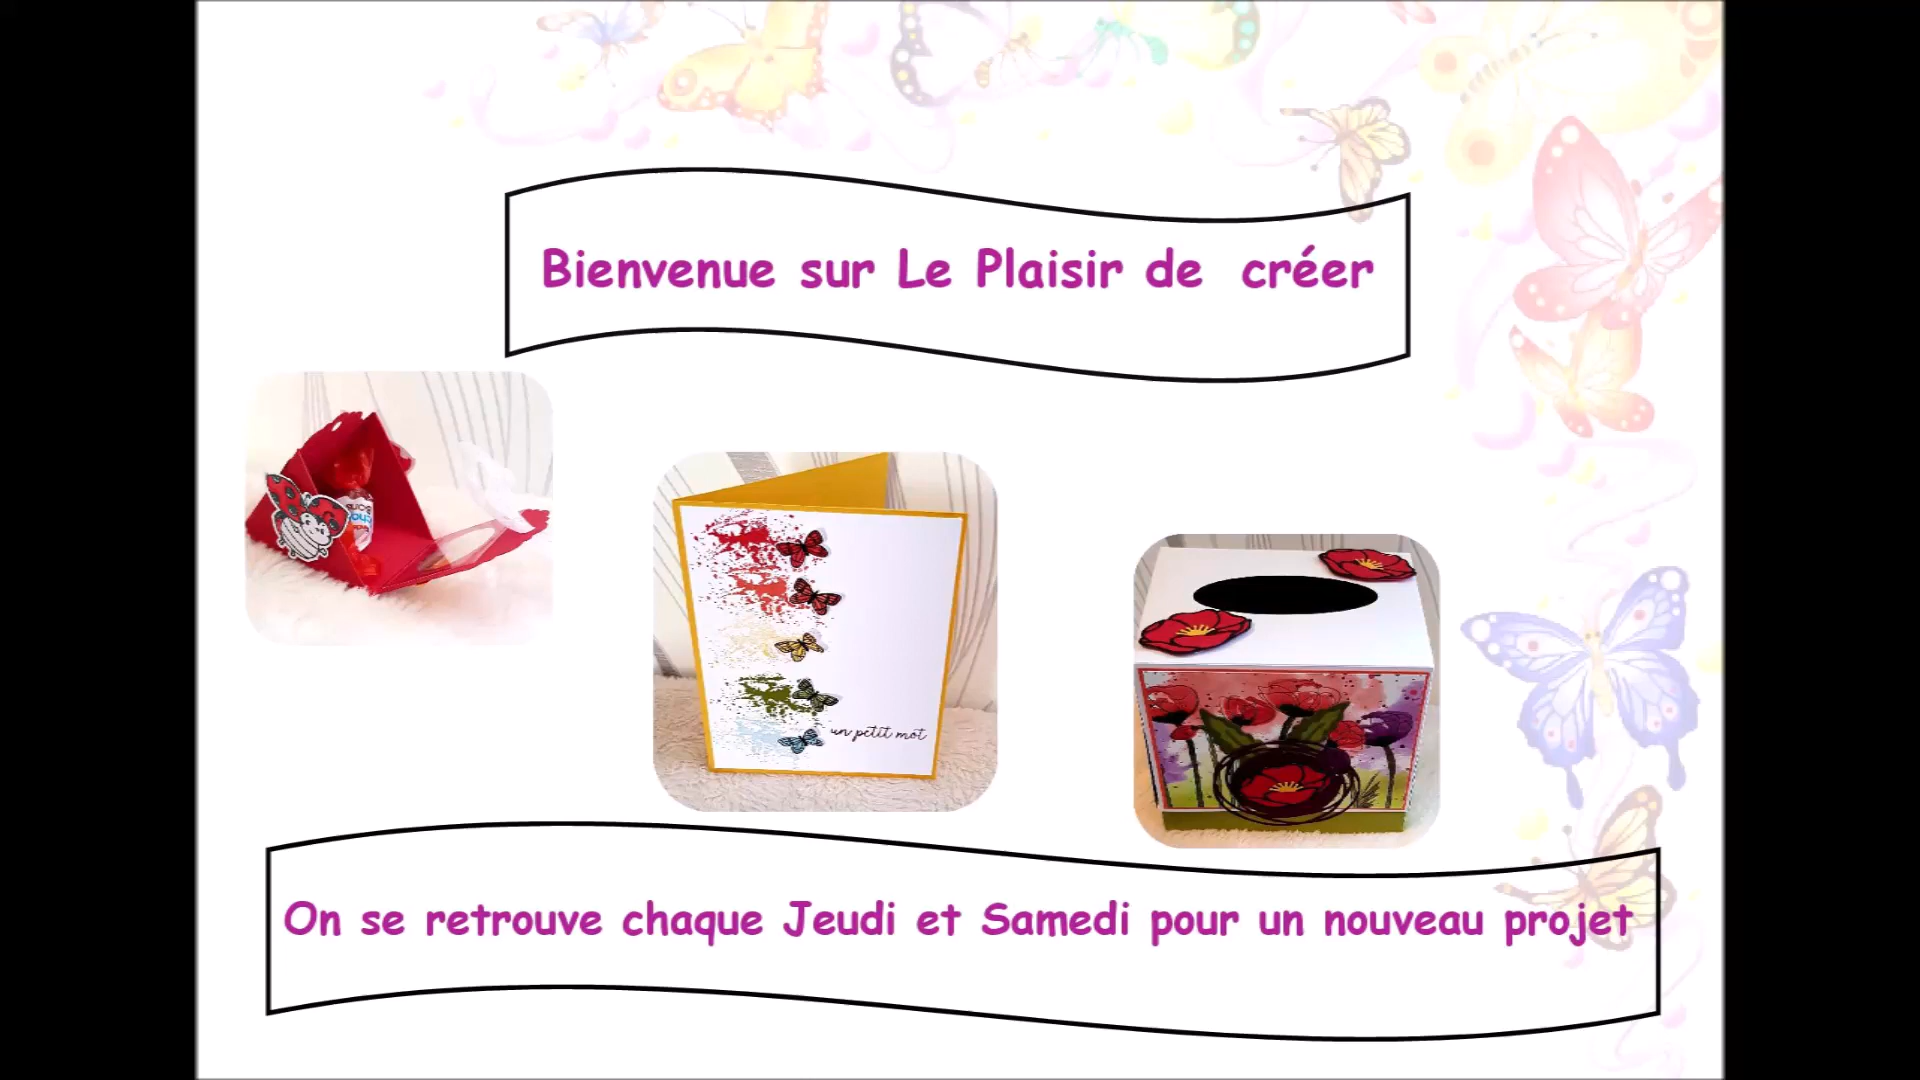 Bienvenue sur Le Plaisir de créer
un petit mot
On se retrouve chaque Jeudi et Samedi pour un nouveau projet